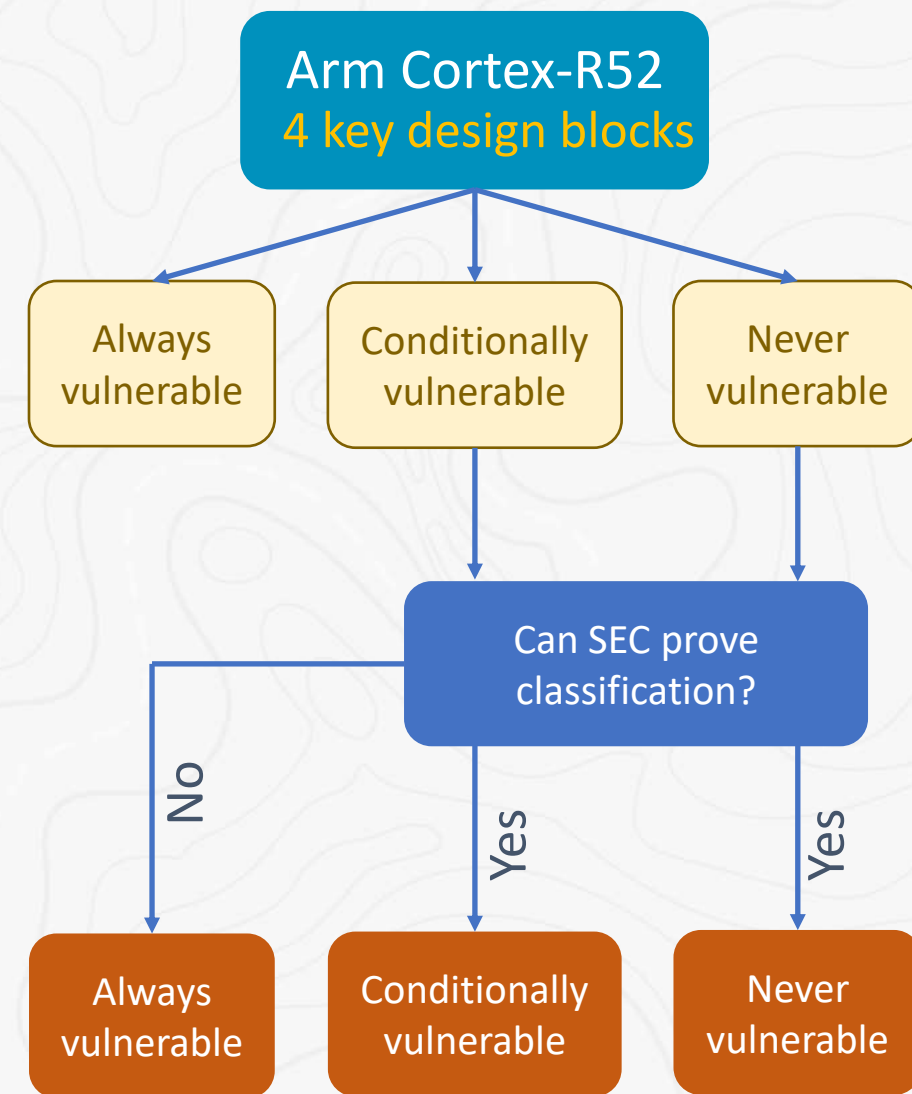 Arm Cortex-R52
4 key design blocks
Always
vulnerable
Conditionally
vulnerable
Never
vulnerable
Can SEC prove
classification?
No
Yes
Yes
Always
vulnerable
Conditionally
vulnerable
Never
vulnerable